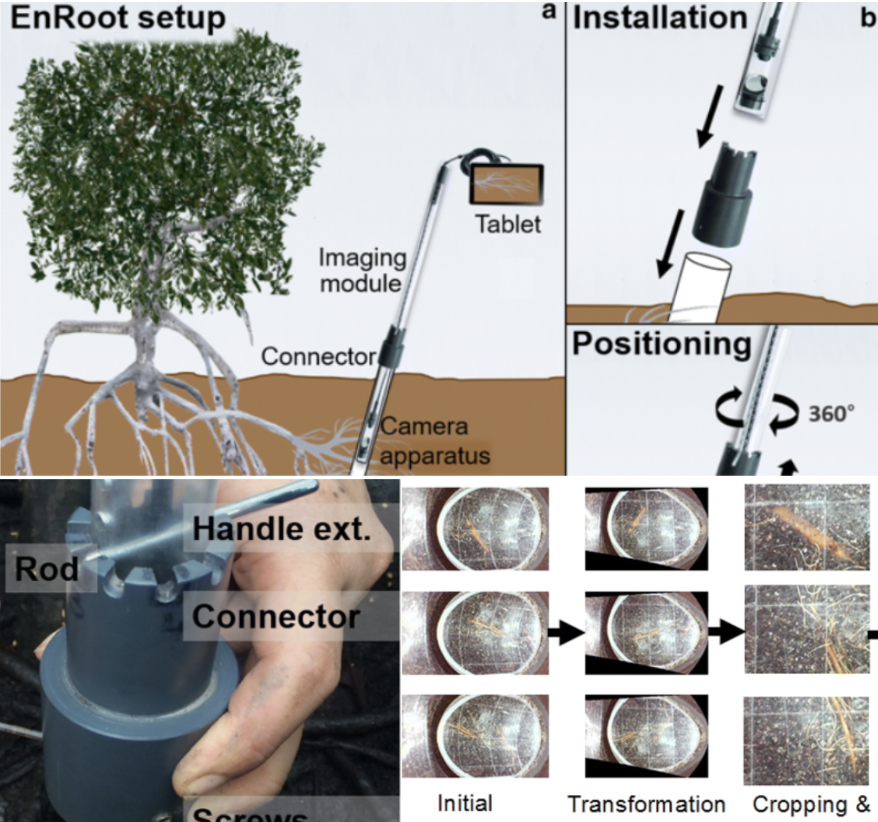 EnRoot setup
a
Tablet
Imaging
module
Connector
Camera
apparatus
Installation
b
Positioning
360°
Handle ext.
Rod
Connector
Screws
Initial
Transformation
Cropping &